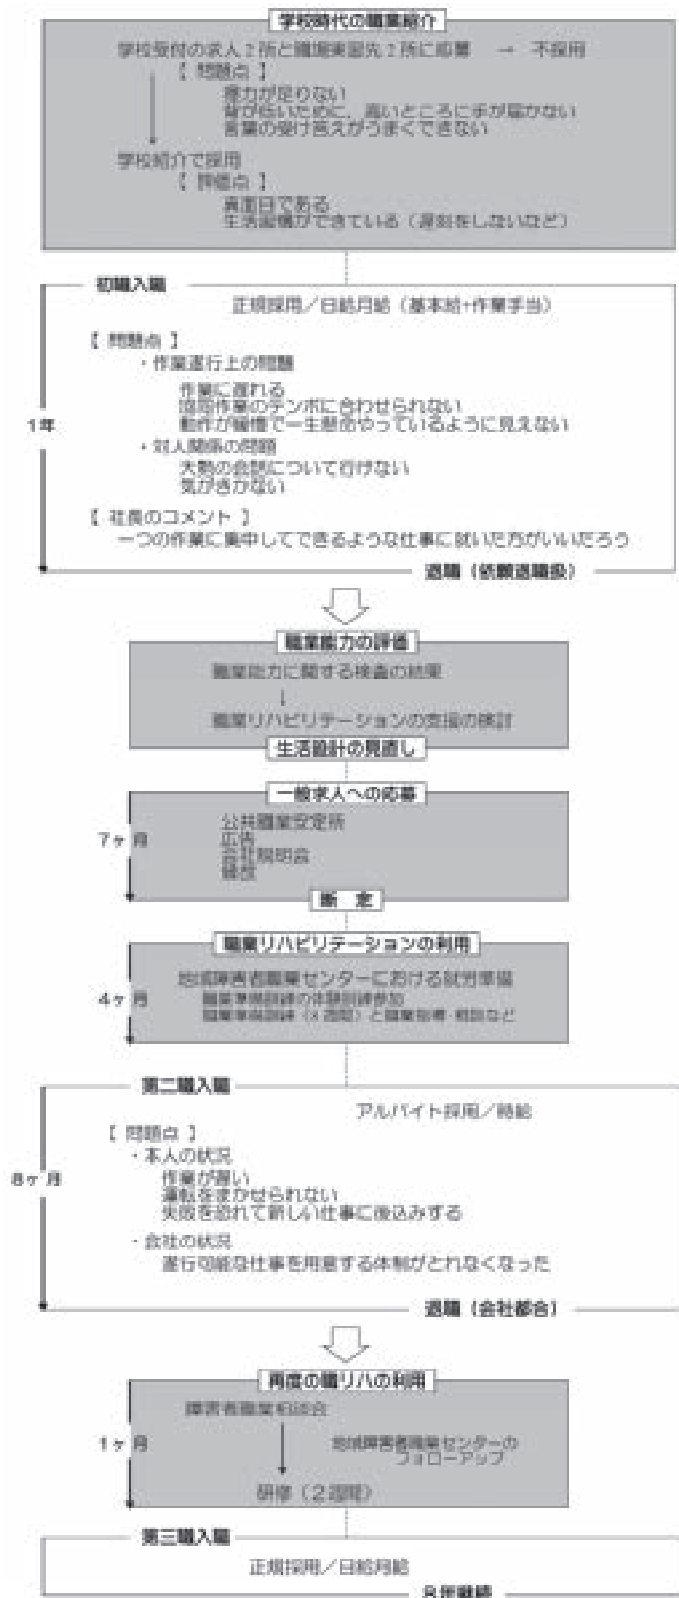 学校時代の職業紹介
学校受付の求人2所と職場実習先2所に応募 → 不採用
【 問題点 】
体力が足りない
背が低いために、高いところに手が届かない
言葉の受け答えがうまくできない
学校紹介で採用
【 評価点 】
真面目である
生活習慣ができている（遅刻をしないなど）
初職入職
正規採用／日給月給（基本給+作業手当）
【 問題点 】
・作業遂行上の問題
作業に遅れる
協同作業のテンポに合わせられない
動作が緩慢で一生懸命やっているように見えない
1年
・対人関係の問題
大勢の会話について行けない
気がきかない
【 社長のコメント 】
一つの作業に集中してできるような仕事に就いた方がいいだろう
退職（依願退職扱）
職業能力の評価
職業能力に関する検査の結果
↓
職業リハビリテーションの支援の検討
生活設計の見直し
一般求人への応募
公共職業安定所
7ヶ月
広告
会社説明会
縁故
断 念
職業リハビリテーションの利用
地域障害者職業センターにおける就労準備
4ヶ月
職業準備訓練の体験訓練参加
職業準備訓練（8週間）と職業指導・相談など
第二職入職
アルバイト採用／時給
【 問題点 】
・本人の状況
8ヶ月
作業が遅い
運転をまかせられない
失敗を恐れて新しい仕事に後込みする
・会社の状況
遂行可能な仕事を用意する体制がとれなくなった
退職（会社都合）
再度の職リハの利用
障害者職業相談会
1ヶ月
地域障害者職業センターの
フォローアップ
研修（2週間）
第三職入職
正規採用／日給月給
8年継続